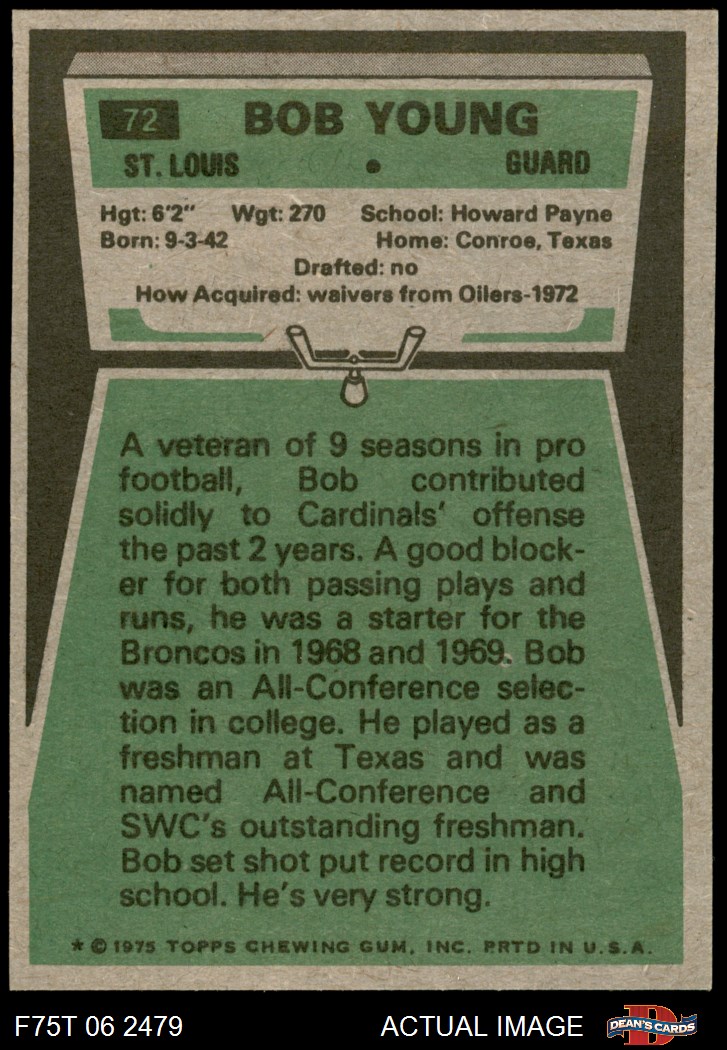 72 BOB YOUNG
ST. LOUIS • GUARD
Hgt: 6'2" Wgt: 270 School: Howard Payne
Born: 9-3-42 Home: Conroe, Texas
Drafted: no
How Acquired: waivers from Oilers-1972
A veteran of 9 seasons in pro
football, Bob contributed
solidly to Cardinals' offense
the past 2 years. A good block-
er for both passing plays and
runs, he was a starter for the
Broncos in 1968 and 1969. Bob
was an All-Conference selec-
tion in college. He played as a
freshman at Texas and was
named All-Conference and
SWC's outstanding freshman.
Bob set shot put record in high
school. He's very strong.
* © 1975 TOPPS CHEWING GUM, INC. PRTD IN U.S.A.
F75T 06 2479 ACTUAL IMAGE DEAN'S CARDS